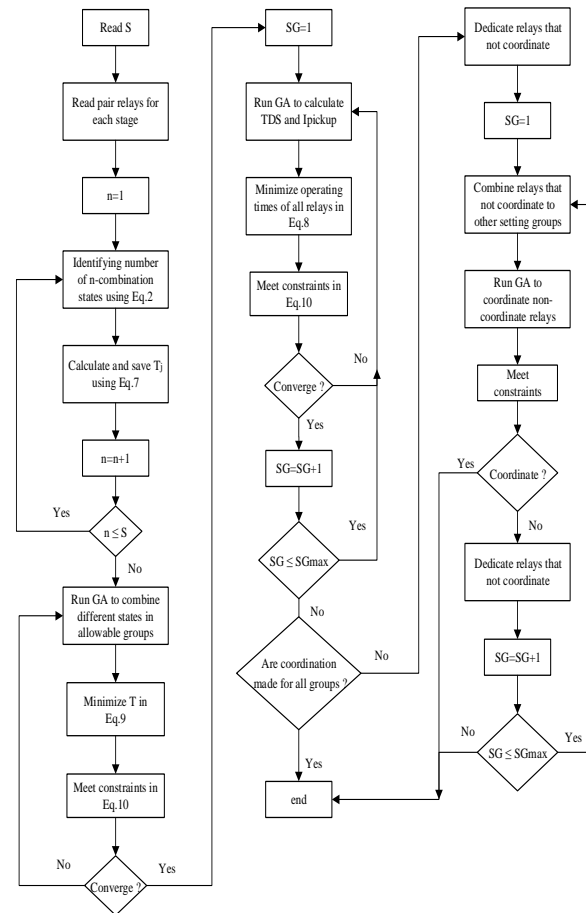 Read S
Read pair relays for
each stage
n=1
Identifying number
of n-combination
states using Eq.2
Calculate and save Tj
using Eq.7
n=n+1
Yes
n ≤ S
No
Run GA to combine
different states in
allowable groups
Minimize T in
Eq.9
Meet constraints in
Eq.10
No
Converge ?
Yes
SG=1
Run GA to calculate
TDS and Ipickup
Minimize operating
times of all relays in
Eq.8
Meet constraints in
Eq.10
No
Converge ?
Yes
SG=SG+1
Yes
SG ≤ SGmax
No
Are coordination
made for all groups ?
No
Yes
end
Dedicate relays that
not coordinate
SG=1
Combine relays that
not coordinate to
other setting groups
Run GA to
coordinate non-
coordinate relays
Meet
constraints
Yes
Coordinate ?
No
Dedicate relays that
not coordinate
SG=SG+1
No
SG ≤ SGmax
Yes